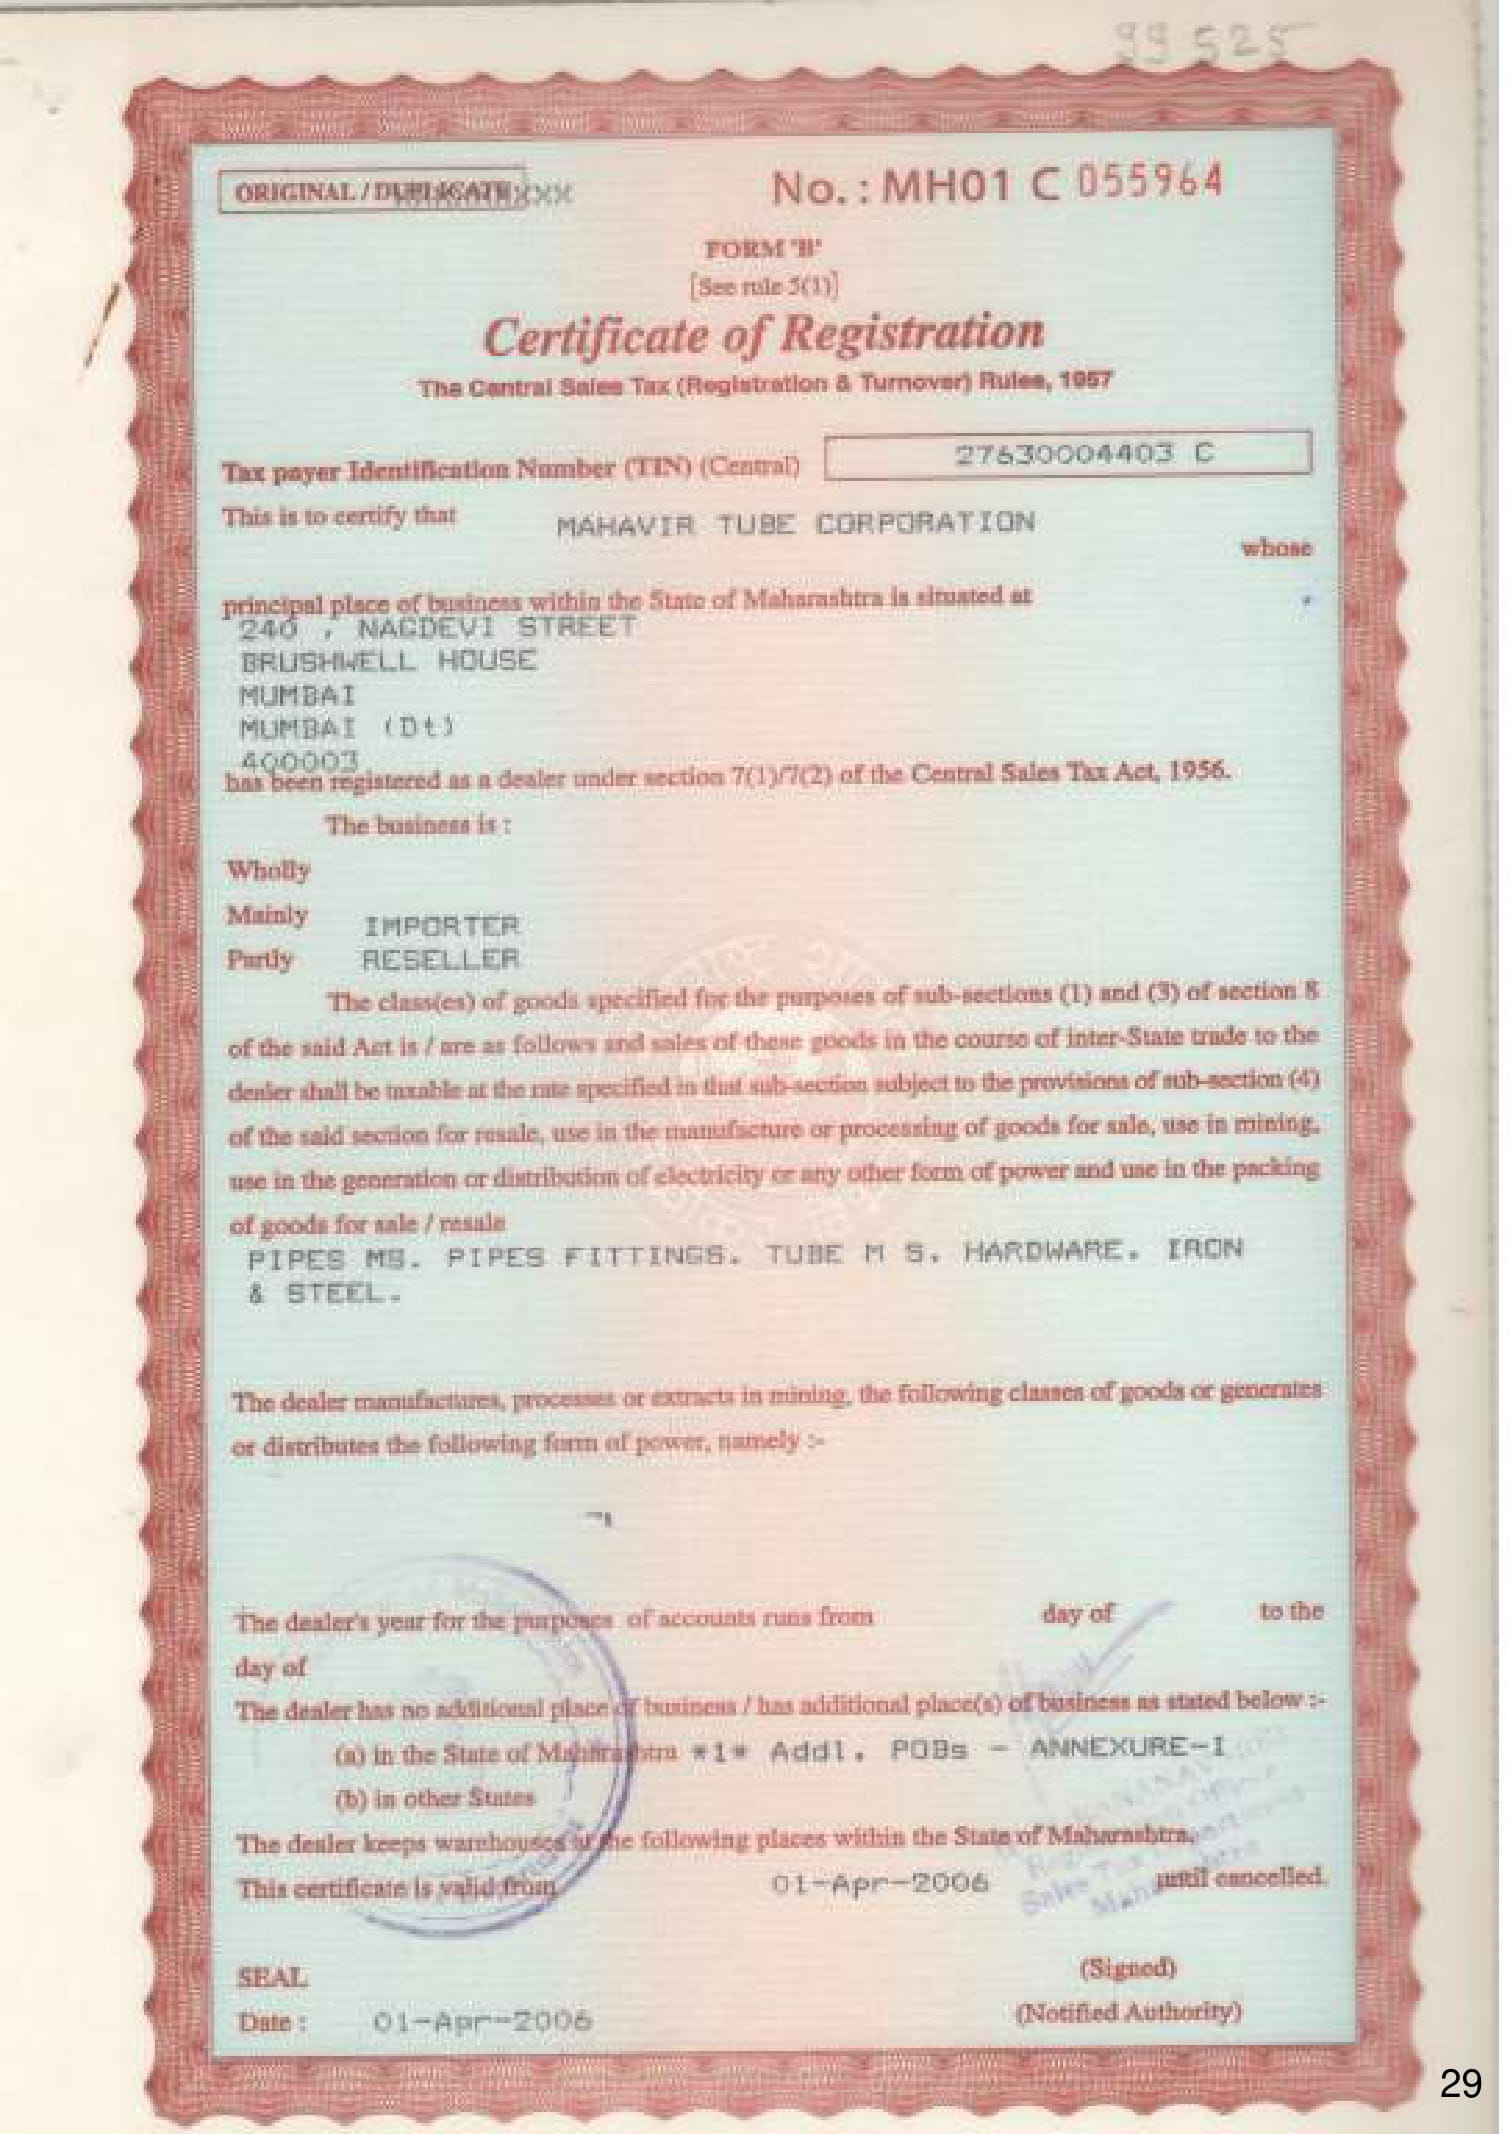 99525
ORIGINAL / DUPLICATE XXX
No. : MH01 C 055964
FORM 'B'
[See rule 5(1)]
Certificate of Registration
The Central Sales Tax (Registration & Turnover) Rules, 1957
Tax payer Identification Number (TIN) (Central) 27630004403 C
This is to certify that MAHAVIR TUBE CORPORATION
whose
principal place of business within the State of Maharashtra is situated at
240 , NAGDEVI STREET
BRUSHWELL HOUSE
MUMBAI
MUMBAI (Dt)
400003
has been registered as a dealer under section 7(1)/7(2) of the Central Sales Tax Act, 1956.
The business is :
Wholly
Mainly IMPORTER
Partly RESELLER
The class(es) of goods specified for the purposes of sub-sections (1) and (3) of section 8
of the said Act is / are as follows and sales of these goods in the course of inter-State trade to the
dealer shall be taxable at the rate specified in that sub-section subject to the provisions of sub-section (4)
of the said section for resale, use in the manufacture or processing of goods for sale, use in mining,
use in the generation or distribution of electricity or any other form of power and use in the packing
of goods for sale / resale
PIPES MS. PIPES FITTINGS. TUBE M S. HARDWARE. IRON
& STEEL.
The dealer manufactures, processes or extracts in mining, the following classes of goods or generates
or distributes the following form of power, namely :-
The dealer's year for the purposes of accounts runs from day of to the
day of
The dealer has no additional place of business / has additional place(s) of business as stated below :-
(a) in the State of Maharashtra *1* Addl. POBs - ANNEXURE-I
(b) in other States
The dealer keeps warehouses at the following places within the State of Maharashtra.
This certificate is valid from 01-Apr-2006 until cancelled.
Sales Tax
SEAL
(Signed)
Date : 01-Apr-2006
(Notified Authority)
29